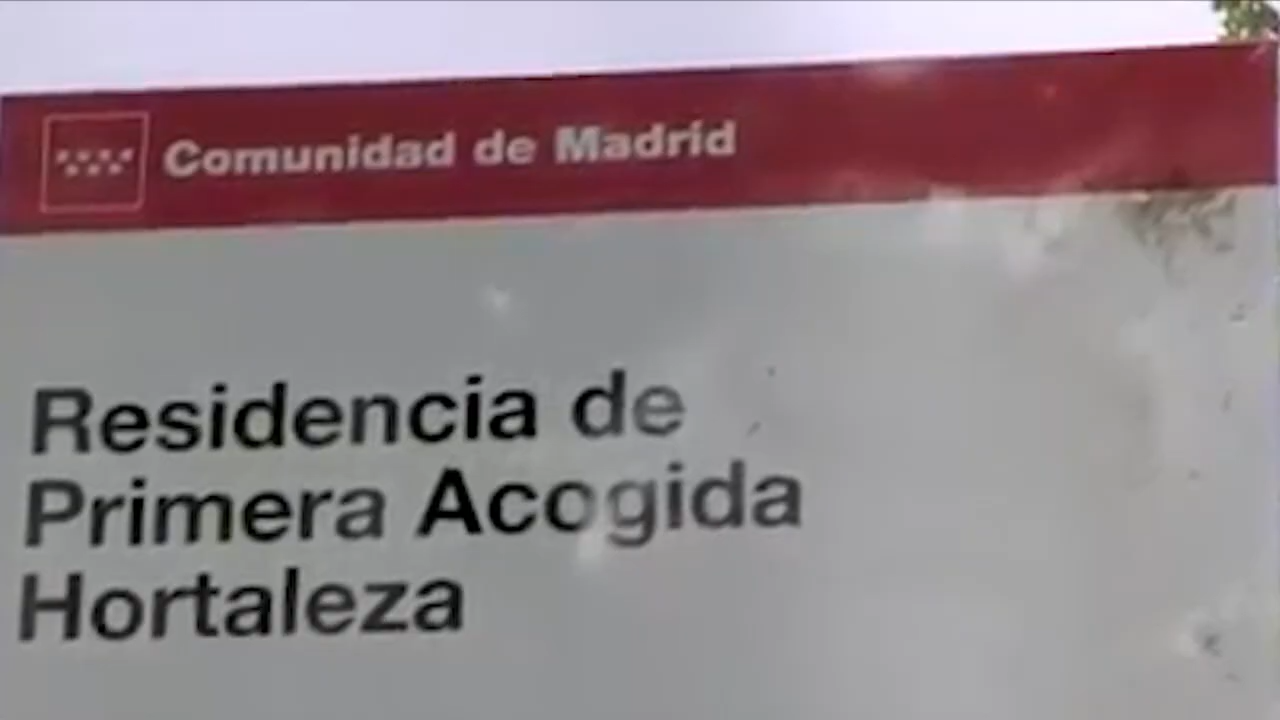 Comunidad de Madrid
Residencia de
Primera Acogida
Hortaleza